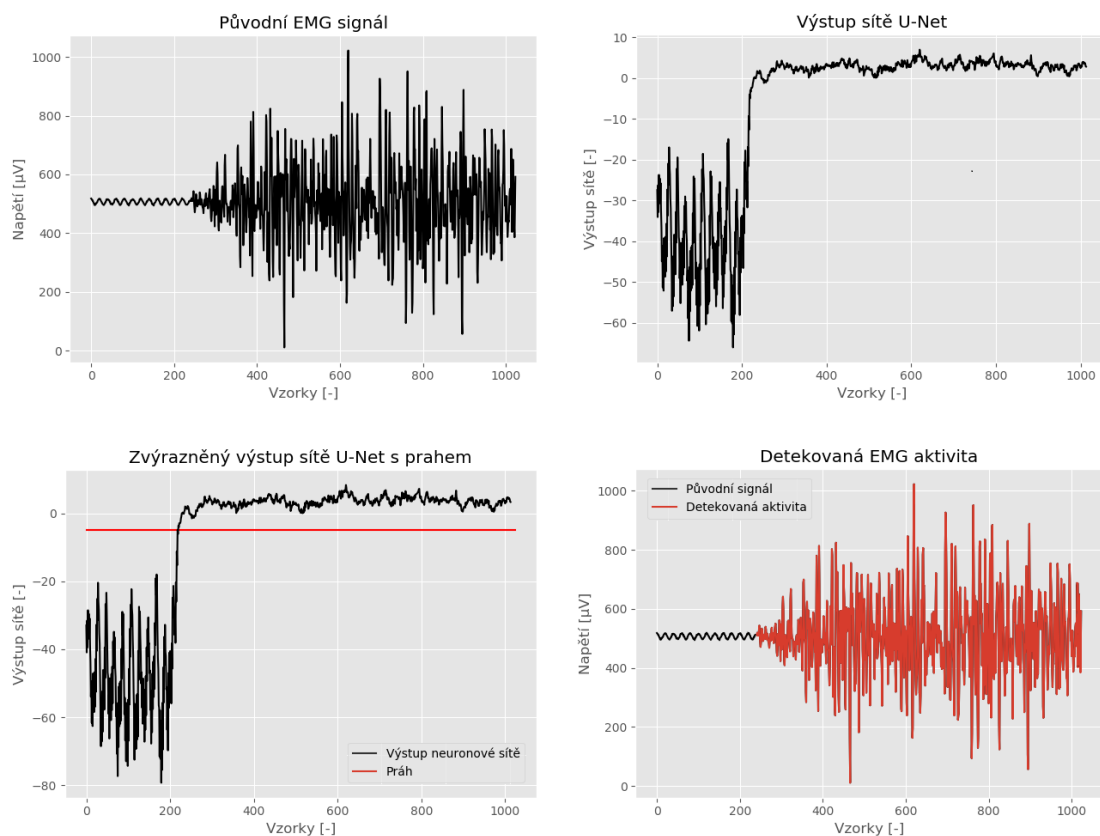 Původní EMG signál
Napětí [µV]
1000
800
600
400
200
0
0 200 400 600 800 1000
Vzorky [-]
Výstup sítě U-Net
Výstup sítě [-]
10
0
−10
−20
−30
−40
−50
−60
0 200 400 600 800 1000
Vzorky [-]
Zvýrazněný výstup sítě U-Net s prahem
Výstup sítě [-]
0
−20
−40
−60
−80
Výstup neuronové sítě
Práh
0 200 400 600 800 1000
Vzorky [-]
Detekovaná EMG aktivita
Napětí [µV]
Původní signál
Detekovaná aktivita
1000
800
600
400
200
0
0 200 400 600 800 1000
Vzorky [-]